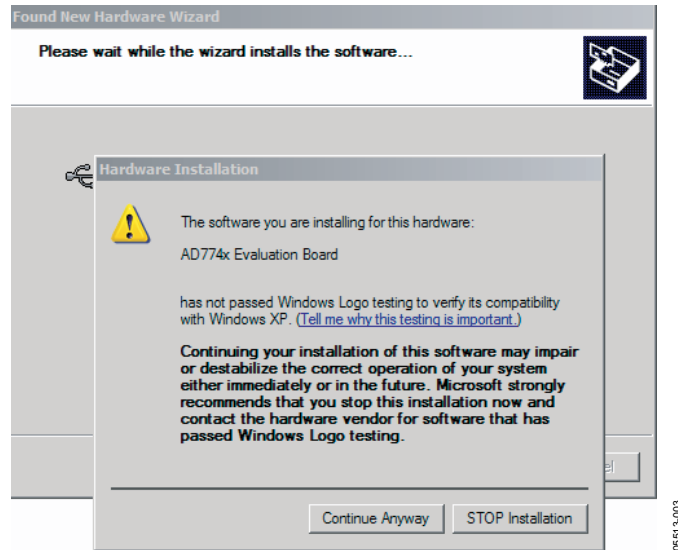 Found New Hardware Wizard
Please wait while the wizard installs the software...
Hardware Installation
The software you are installing for this hardware:
AD774x Evaluation Board
has not passed Windows Logo testing to verify its compatibility
with Windows XP. (Tell me why this testing is important.)
Continuing your installation of this software may impair
or destabilize the correct operation of your system
either immediately or in the future. Microsoft strongly
recommends that you stop this installation now and
contact the hardware vendor for software that has
passed Windows Logo testing.
Continue Anyway
STOP Installation
05513-003